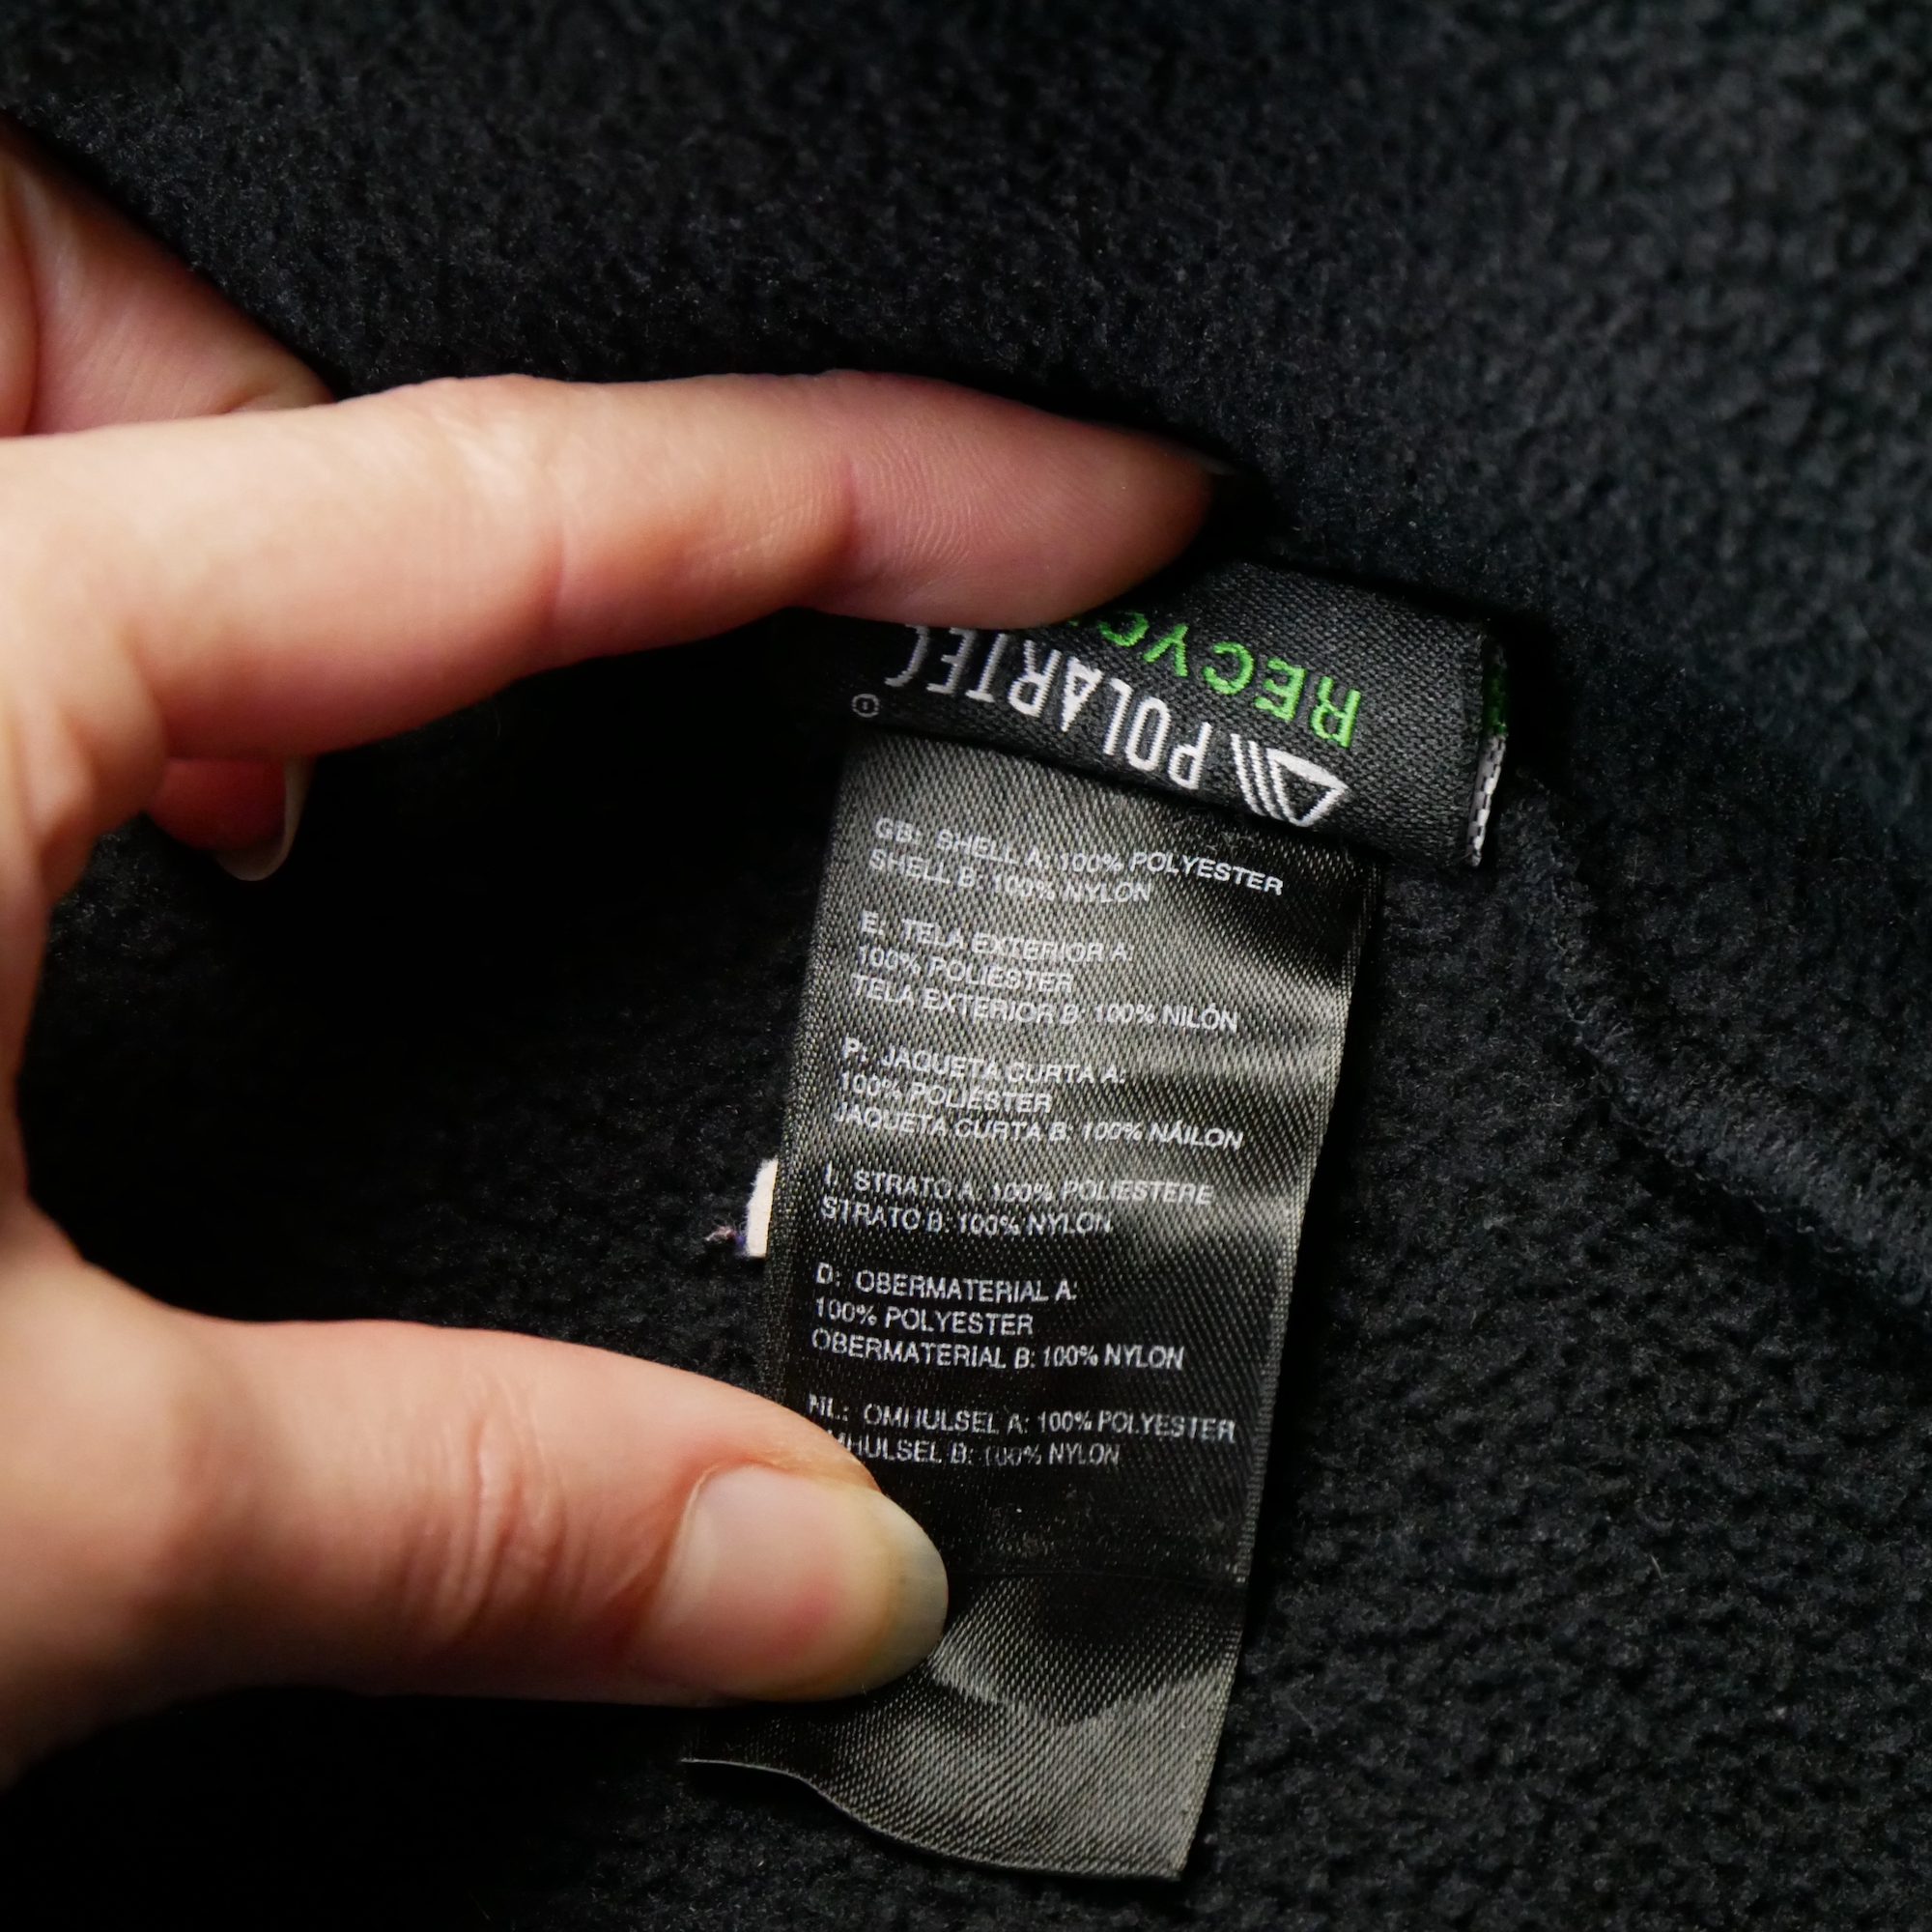 RECYC
POLARTEC
®
GB: SHELL A: 100% POLYESTER
SHELL B: 100% NYLON
E: TELA EXTERIOR A:
100% POLIESTER
TELA EXTERIOR B: 100% NILÓN
P: JAQUETA CURTA A:
100% POLIESTER
JAQUETA CURTA B: 100% NÁILON
I: STRATO A: 100% POLIESTERE
STRATO B: 100% NYLON
D: OBERMATERIAL A:
100% POLYESTER
OBERMATERIAL B: 100% NYLON
NL: OMHULSEL A: 100% POLYESTER
MHULSEL B: 100% NYLON